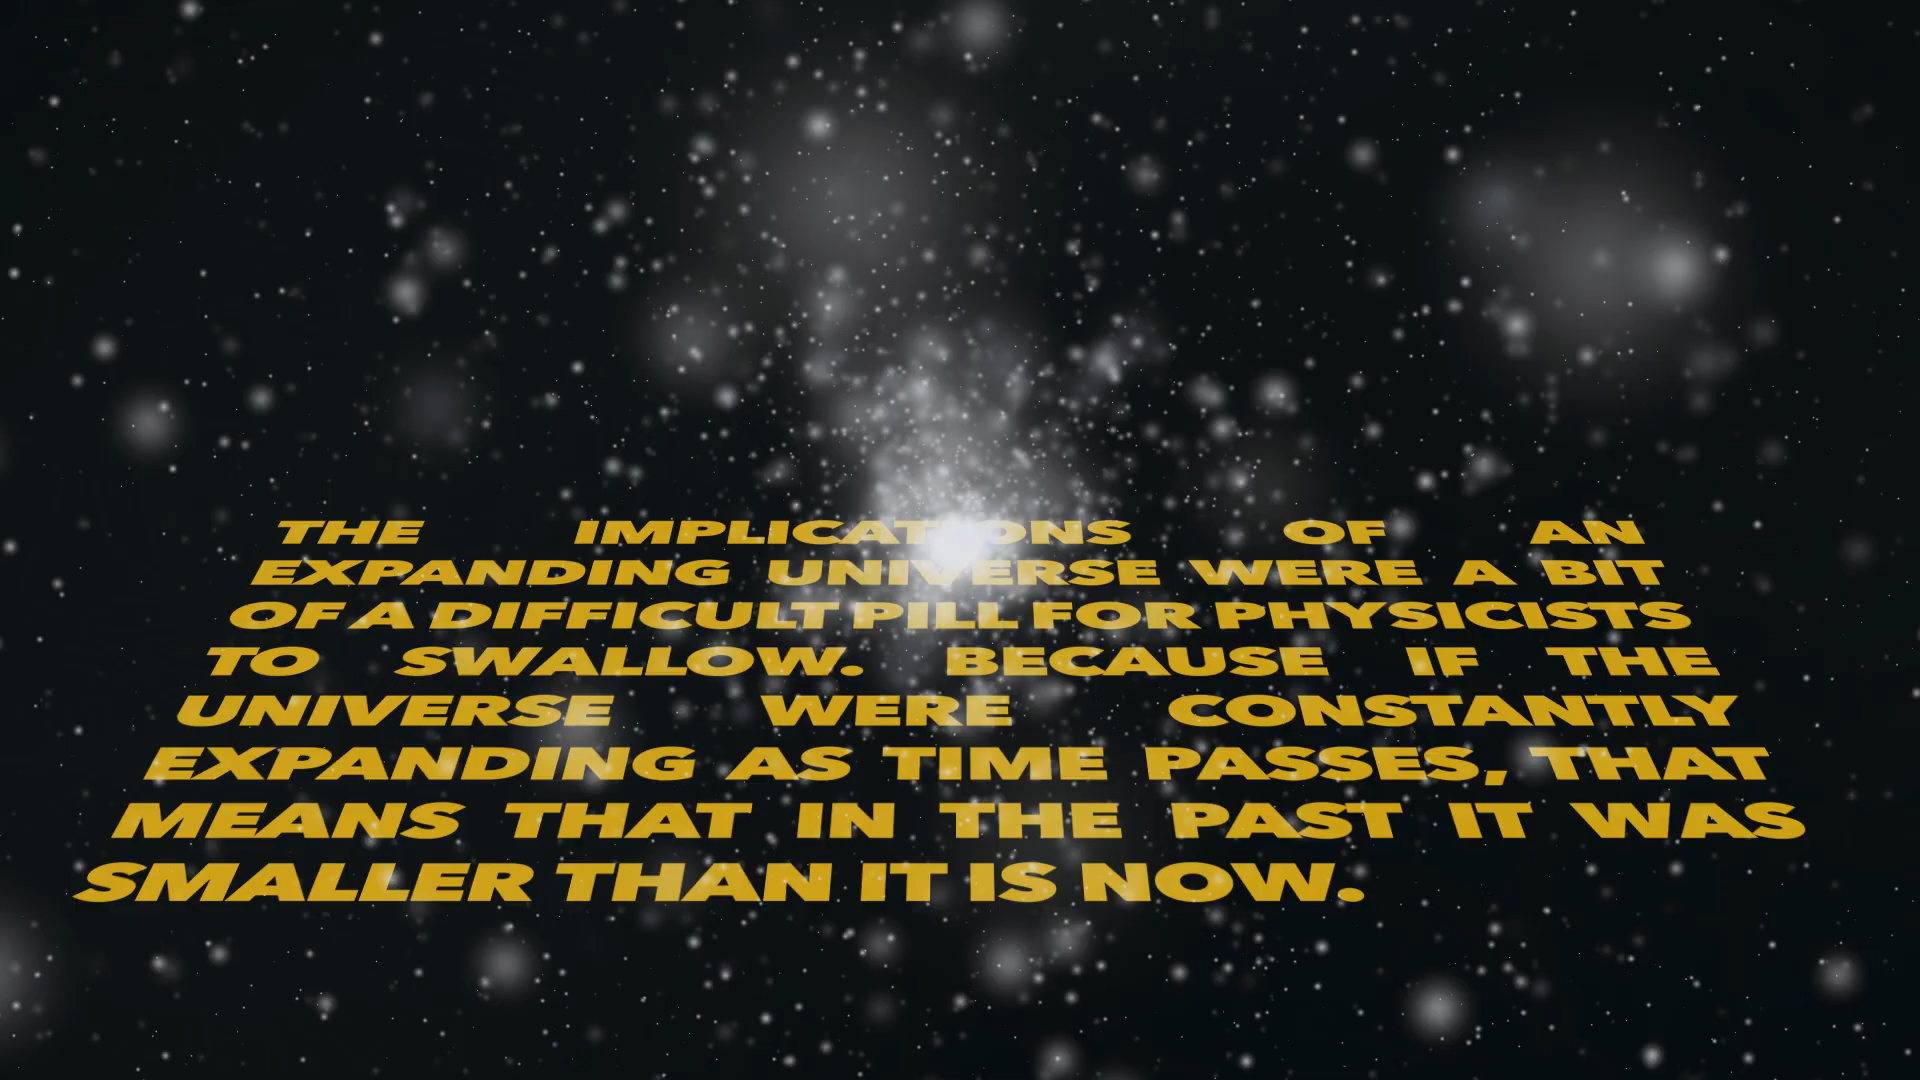 THE IMPLICATIONS OF AN
EXPANDING UNIVERSE WERE A BIT
OF A DIFFICULT PILL FOR PHYSICISTS
TO SWALLOW. BECAUSE IF THE
UNIVERSE WERE CONSTANTLY
EXPANDING AS TIME PASSES, THAT
MEANS THAT IN THE PAST IT WAS
SMALLER THAN IT IS NOW.